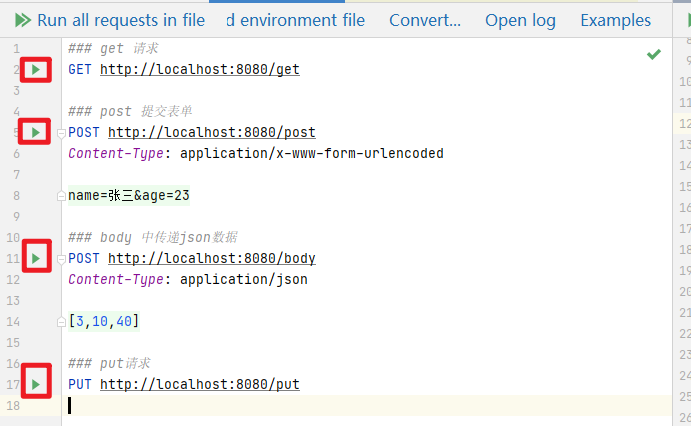 Run all requests in file d environment file Convert... Open log Examples
1 ### get 请求
2 GET http://localhost:8080/get
3
4 ### post 提交表单
5 POST http://localhost:8080/post
6 Content-Type: application/x-www-form-urlencoded
7
8 name=张三&age=23
9
10 ### body 中传递json数据
11 POST http://localhost:8080/body
12 Content-Type: application/json
13
14 [3,10,40]
15
16 ### put请求
17 PUT http://localhost:8080/put
18
9
10
11
12
13
14
15
16
17
18
19
20
21
22
23
24
25
26